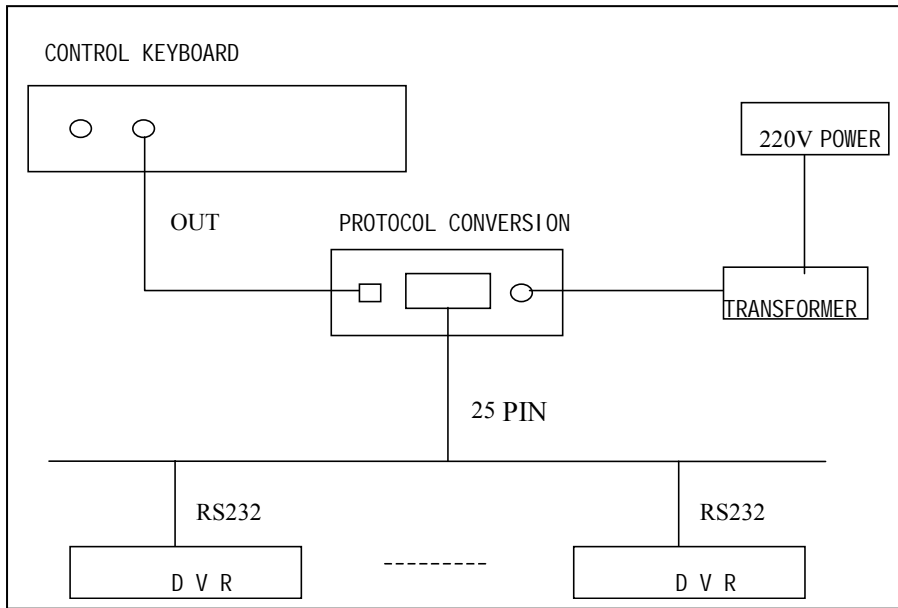 CONTROL KEYBOARD
220V POWER
OUT
PROTOCOL CONVERSION
TRANSFORMER
25 PIN
RS232
RS232
D V R
---------
D V R